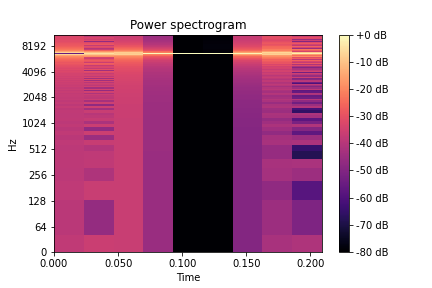 Power spectrogram
8192
4096
2048
1024
512
256
128
64
0
Hz
0.000
0.050
0.100
0.150
0.200
Time
+0 dB
-10 dB
-20 dB
-30 dB
-40 dB
-50 dB
-60 dB
-70 dB
-80 dB